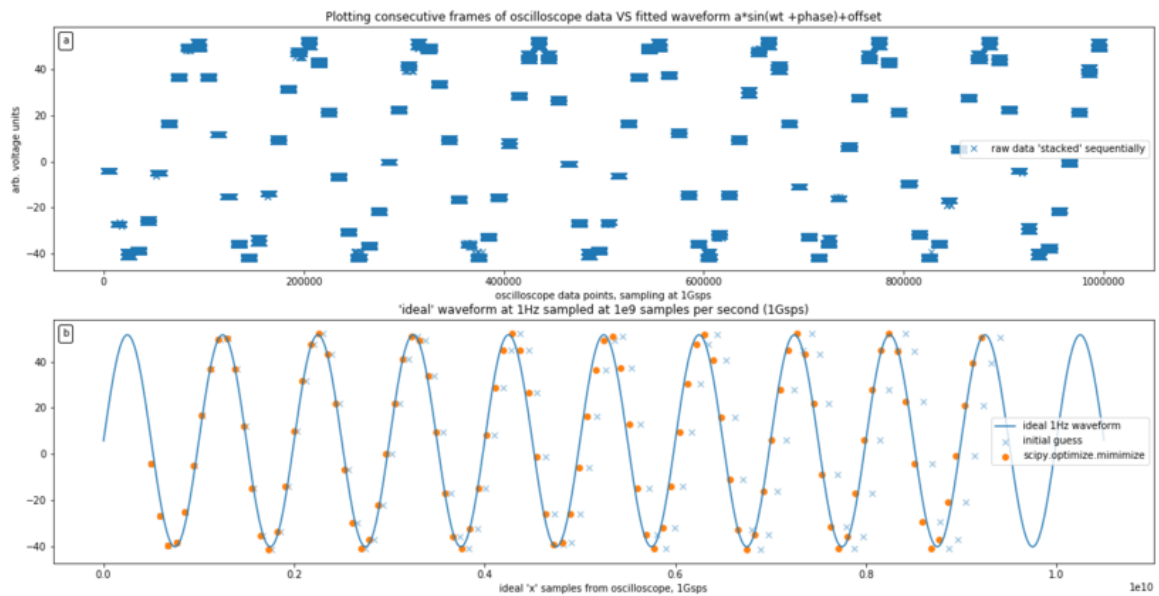 Plotting consecutive frames of oscilloscope data VS fitted waveform a*sin(wt +phase)+offset
a
40
20
0
−20
−40
arb. voltage units
raw data 'stacked' sequentially
0 200000 400000 600000 800000 1000000
oscilloscope data points, sampling at 1Gsps
'ideal' waveform at 1Hz sampled at 1e9 samples per second (1Gsps)
b
40
20
0
−20
−40
ideal 1Hz waveform
initial guess
scipy.optimize.mimimize
0.0 0.2 0.4 0.6 0.8 1.0
1e10
ideal 'x' samples from oscilloscope, 1Gsps